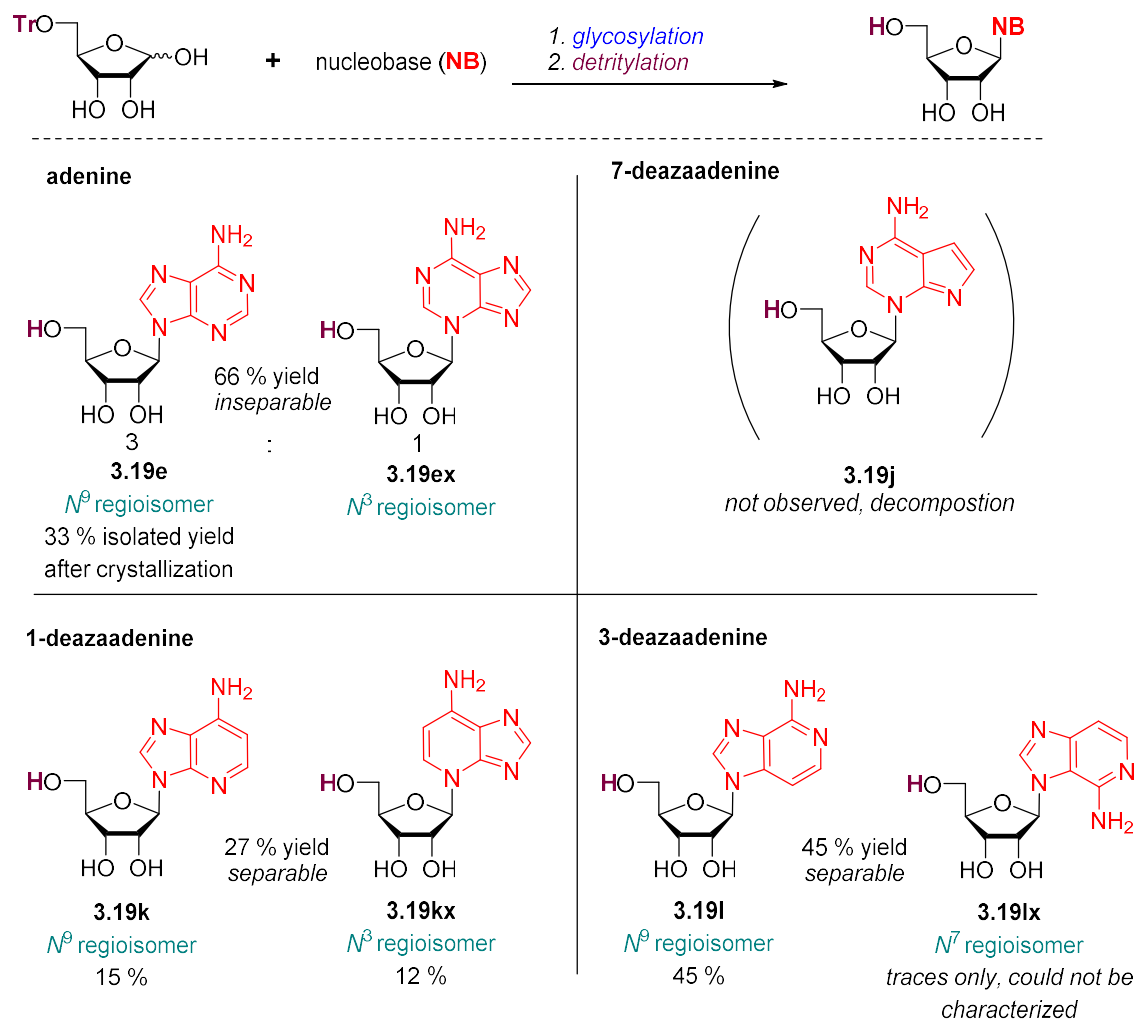 TrO
O
OH
HO OH
+ nucleobase (NB)
1. glycosylation
2. detritylation
HO
O
NB
HO OH
adenine
NH2
N
N
N
N
HO
O
HO OH
3
3.19e
N9 regioisomer
33 % isolated yield
after crystallization
66 % yield
inseparable
:
NH2
N
N
N
N
HO
O
HO OH
1
3.19ex
N3 regioisomer
7-deazaadenine
NH2
N
N
N
HO
O
HO OH
3.19j
not observed, decompostion
1-deazaadenine
NH2
N
N
N
HO
O
HO OH
3.19k
N9 regioisomer
15 %
27 % yield
separable
NH2
N
N
N
HO
O
HO OH
3.19kx
N3 regioisomer
12 %
3-deazaadenine
NH2
N
N
N
HO
O
HO OH
3.19l
N9 regioisomer
45 %
45 % yield
separable
N
N
N
NH2
HO
O
HO OH
3.19lx
N7 regioisomer
traces only, could not be
characterized